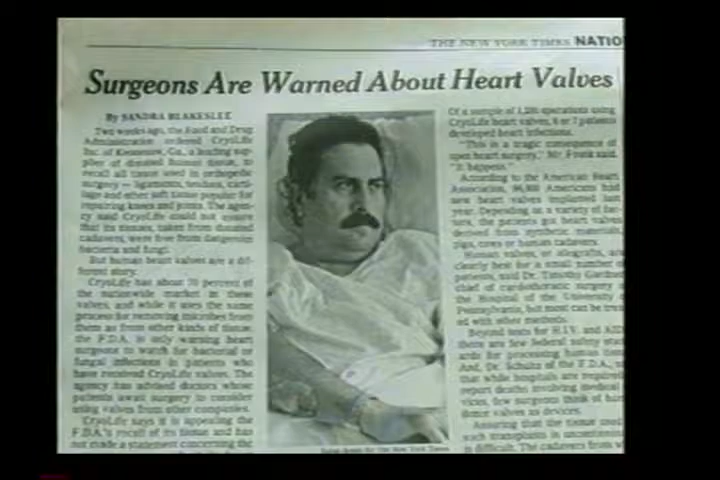 THE NEW YORK TIMES NATIO
Surgeons Are Warned About Heart Valves
By SANDRA BLAKESLEE
Two weeks ago, the Food and Drug
Administration ordered CryoLife
Inc. of Kennesaw, Ga., a leading sup-
plier of donated human tissue, to
recall all tissue used in orthopedic
surgery — ligaments, tendons, carti-
lage and other soft tissue popular for
repairing knees and joints. The agen-
cy said CryoLife could not ensure
that its tissues, taken from donated
cadavers, were free from dangerous
bacteria and fungi.
But human heart valves are a dif-
ferent story.
CryoLife has about 70 percent of
the nationwide market in these
valves, and while it uses the same
process for removing microbes from
them as from other kinds of tissue,
the F.D.A. is only warning heart
surgeons to watch for bacterial or
fungal infections in patients who
have received CryoLife valves. The
agency has advised doctors whose
patients await surgery to consider
using valves from other companies.
CryoLife says it is appealing the
F.D.A.'s recall of its tissue and has
not made a statement concerning the
for The New York Times
Of a sample of operations using
CryoLife heart valves, 6 or 7 patients
developed heart infections.
"This is a tragic consequence of
open heart surgery," Mr. said.
"It happens."
According to the American Heart
Association, Americans had
new heart valves implanted last
year. Depending on a variety of fac-
tors, the patients got heart valves
derived from synthetic materials,
pigs, cows or human cadavers.
Human valves, or allografts, are
clearly best for a small number of
patients, said Dr. Timothy Gardner
chief of cardiothoracic surgery
the Hospital of the University of
Pennsylvania, but most can be treat
ed with other methods.
Beyond tests for H.I.V. and
there are few federal safety stan
ards for processing human
And, Dr. Schultz of the F.D.A.,
that while hospitals are required
report deaths involving medical
vices, few surgeons think of
donor valves as devices.
Assuring that the tissue used
such transplants is
is difficult. The cadavers from